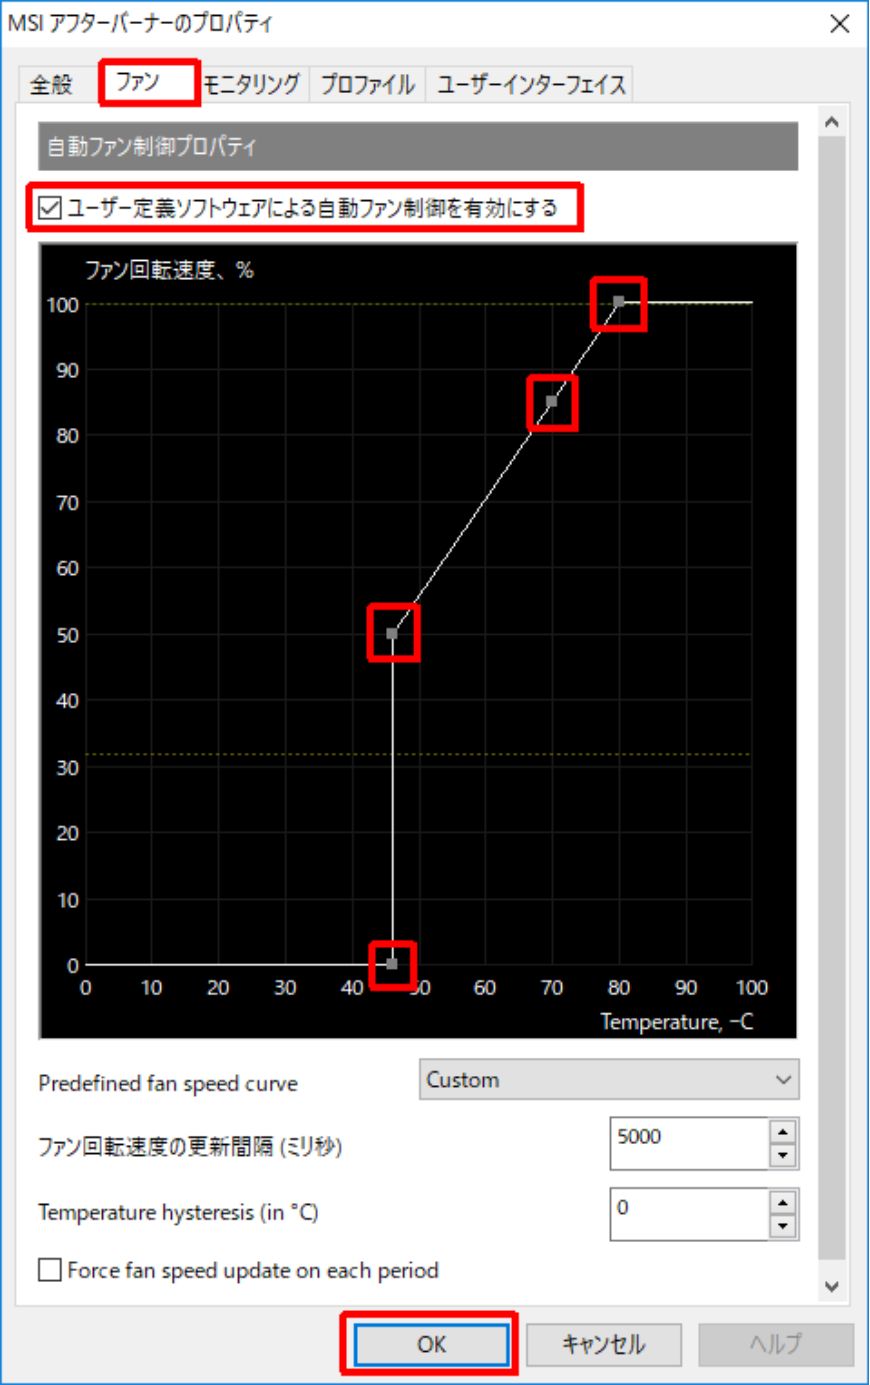 MSI アフターバーナーのプロパティ
全般 ファン モニタリング プロファイル ユーザーインターフェイス
自動ファン制御プロパティ
ユーザー定義ソフトウェアによる自動ファン制御を有効にする
ファン回転速度、%
100
90
80
70
60
50
40
30
20
10
0
0 10 20 30 40 50 60 70 80 90 100
Temperature, −C
Predefined fan speed curve Custom
ファン回転速度の更新間隔 (ミリ秒) 5000
Temperature hysteresis (in °C) 0
Force fan speed update on each period
OK キャンセル ヘルプ